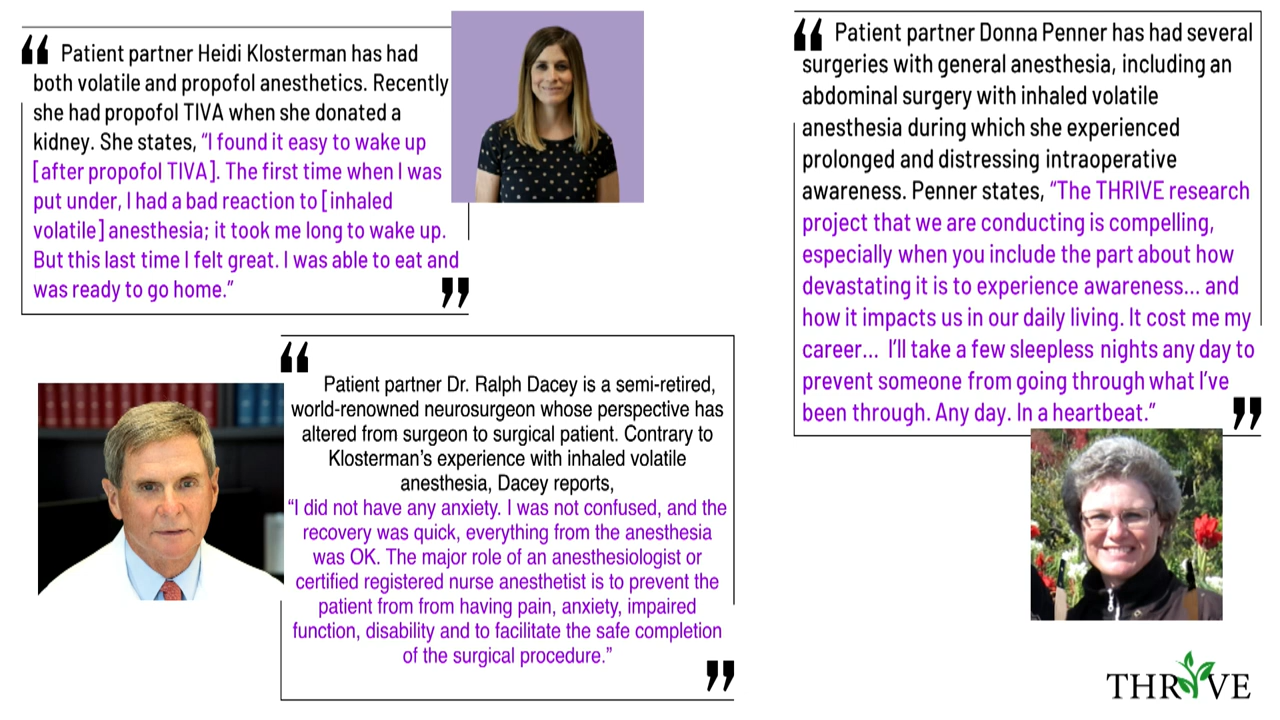 “ Patient partner Heidi Klosterman has had
both volatile and propofol anesthetics. Recently
she had propofol TIVA when she donated a
kidney. She states, “I found it easy to wake up
[after propofol TIVA]. The first time when I was
put under, I had a bad reaction to [inhaled
volatile] anesthesia; it took me long to wake up.
But this last time I felt great. I was able to eat and
was ready to go home.”
”
“
Patient partner Dr. Ralph Dacey is a semi-retired,
world-renowned neurosurgeon whose perspective has
altered from surgeon to surgical patient. Contrary to
Klosterman’s experience with inhaled volatile
anesthesia, Dacey reports,
“I did not have any anxiety. I was not confused, and the
recovery was quick, everything from the anesthesia
was OK. The major role of an anesthesiologist or
certified registered nurse anesthetist is to prevent the
patient from from having pain, anxiety, impaired
function, disability and to facilitate the safe completion
of the surgical procedure.”
”
“ Patient partner Donna Penner has had several
surgeries with general anesthesia, including an
abdominal surgery with inhaled volatile
anesthesia during which she experienced
prolonged and distressing intraoperative
awareness. Penner states, “The THRIVE research
project that we are conducting is compelling,
especially when you include the part about how
devastating it is to experience awareness... and
how it impacts us in our daily living. It cost me my
career... I’ll take a few sleepless nights any day to
prevent someone from going through what I’ve
been through. Any day. In a heartbeat.”
”
THRIVE